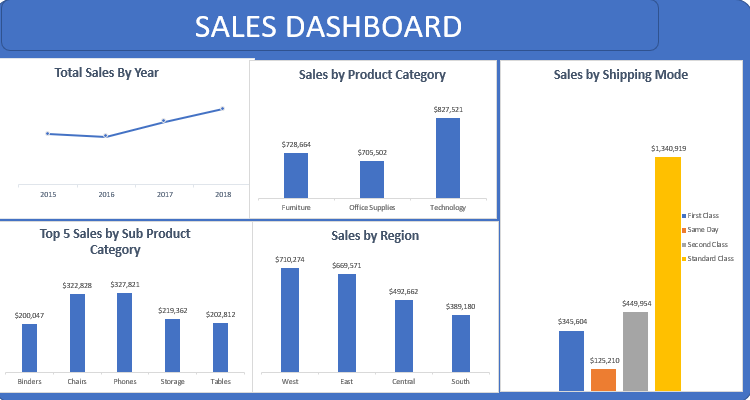 SALES DASHBOARD
Total Sales By Year
2015 2016 2017 2018
Sales by Product Category
$728,664 $705,502 $827,521
Furniture Office Supplies Technology
Sales by Shipping Mode
$345,604 $125,210 $449,954 $1,340,919
First Class
Same Day
Second Class
Standard Class
Top 5 Sales by Sub Product
Category
$200,047 $322,828 $327,821 $219,362 $202,812
Binders Chairs Phones Storage Tables
Sales by Region
$710,274 $669,571 $492,662 $389,180
West East Central South